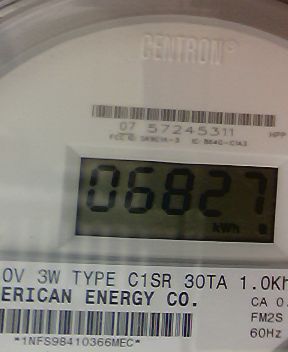 CENTRON®
07 57245311
06827
kWh
0V 3W TYPE C1SR 30TA 1.0Kh
ERICAN ENERGY CO.
CA 0.
FM2S
60Hz
*1NFS98410366MEC*